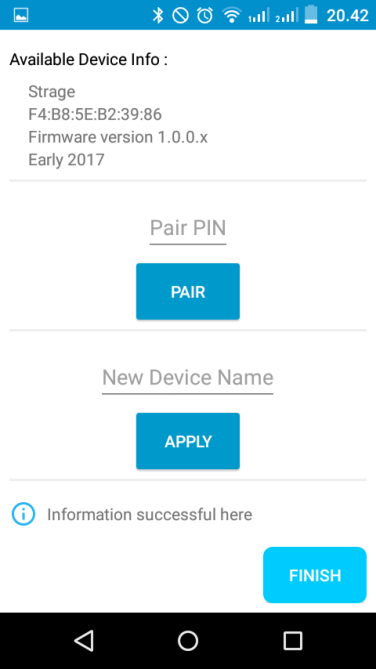 20.42
Available Device Info :
Strage
F4:B8:5E:B2:39:86
Firmware version 1.0.0.x
Early 2017
Pair PIN
PAIR
New Device Name
APPLY
Information successful here
FINISH